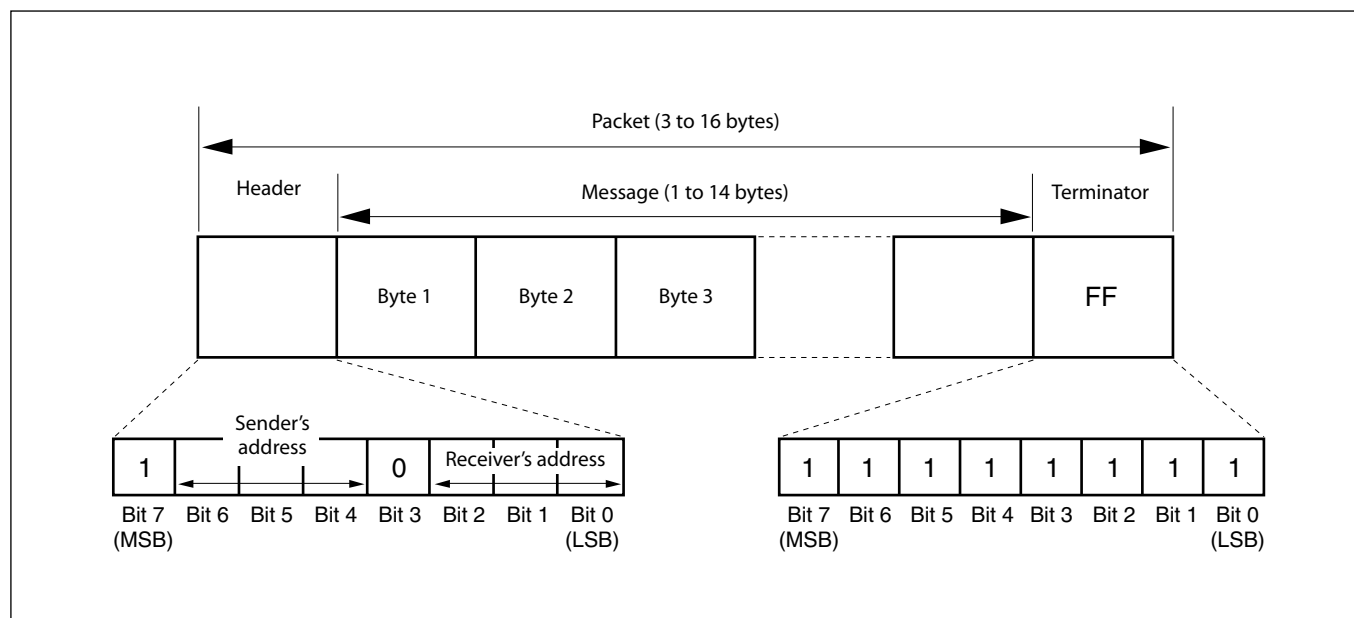 Packet (3 to 16 bytes)
Header
Message (1 to 14 bytes)
Terminator
Byte 1
Byte 2
Byte 3
FF
Sender’s
address
1
0
Receiver’s address
Bit 7
(MSB)
Bit 6
Bit 5
Bit 4
Bit 3
Bit 2
Bit 1
Bit 0
(LSB)
1 1 1 1 1 1 1 1
Bit 7
(MSB)
Bit 6
Bit 5
Bit 4
Bit 3
Bit 2
Bit 1
Bit 0
(LSB)